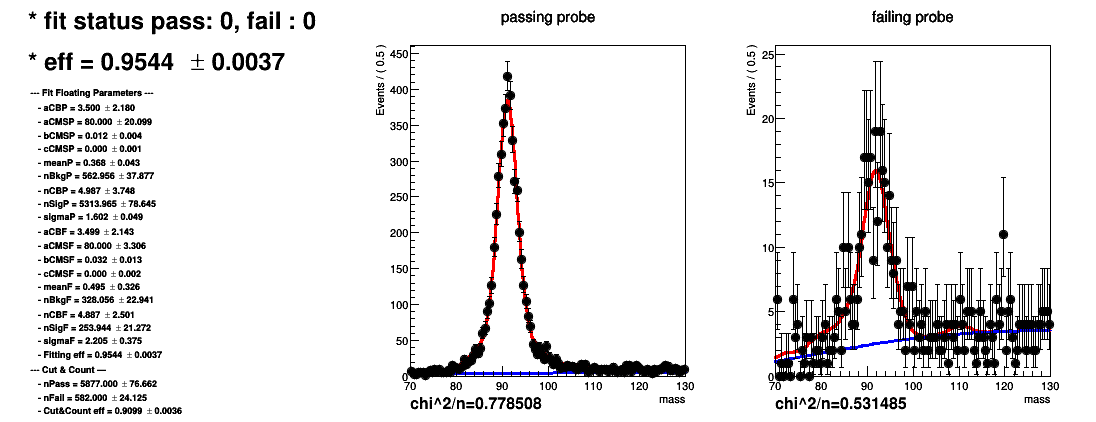 * fit status pass: 0, fail : 0
* eff = 0.9544 ± 0.0037
--- Fit Floating Parameters ---
- aCBP = 3.500 ± 2.180
- aCMSP = 80.000 ± 20.099
- bCMSP = 0.012 ± 0.004
- cCMSP = 0.000 ± 0.001
- meanP = 0.368 ± 0.043
- nBkgP = 562.956 ± 37.877
- nCBP = 4.987 ± 3.748
- nSigP = 5313.965 ± 78.645
- sigmaP = 1.602 ± 0.049
- aCBF = 3.499 ± 2.143
- aCMSF = 80.000 ± 3.306
- bCMSF = 0.032 ± 0.013
- cCMSF = 0.000 ± 0.002
- meanF = 0.495 ± 0.326
- nBkgF = 328.056 ± 22.941
- nCBF = 4.887 ± 2.501
- nSigF = 253.944 ± 21.272
- sigmaF = 2.205 ± 0.375
- Fitting eff = 0.9544 ± 0.0037
--- Cut & Count ---
- nPass = 5877.000 ± 76.662
- nFail = 582.000 ± 24.125
- Cut&Count eff = 0.9099 ± 0.0036
passing probe
Events / ( 0.5 )
450
400
350
300
250
200
150
100
50
0
70 80 90 100 110 120 130
mass
chi^2/n=0.778508
failing probe
Events / ( 0.5 )
25
20
15
10
5
0
70 80 90 100 110 120 130
mass
chi^2/n=0.531485